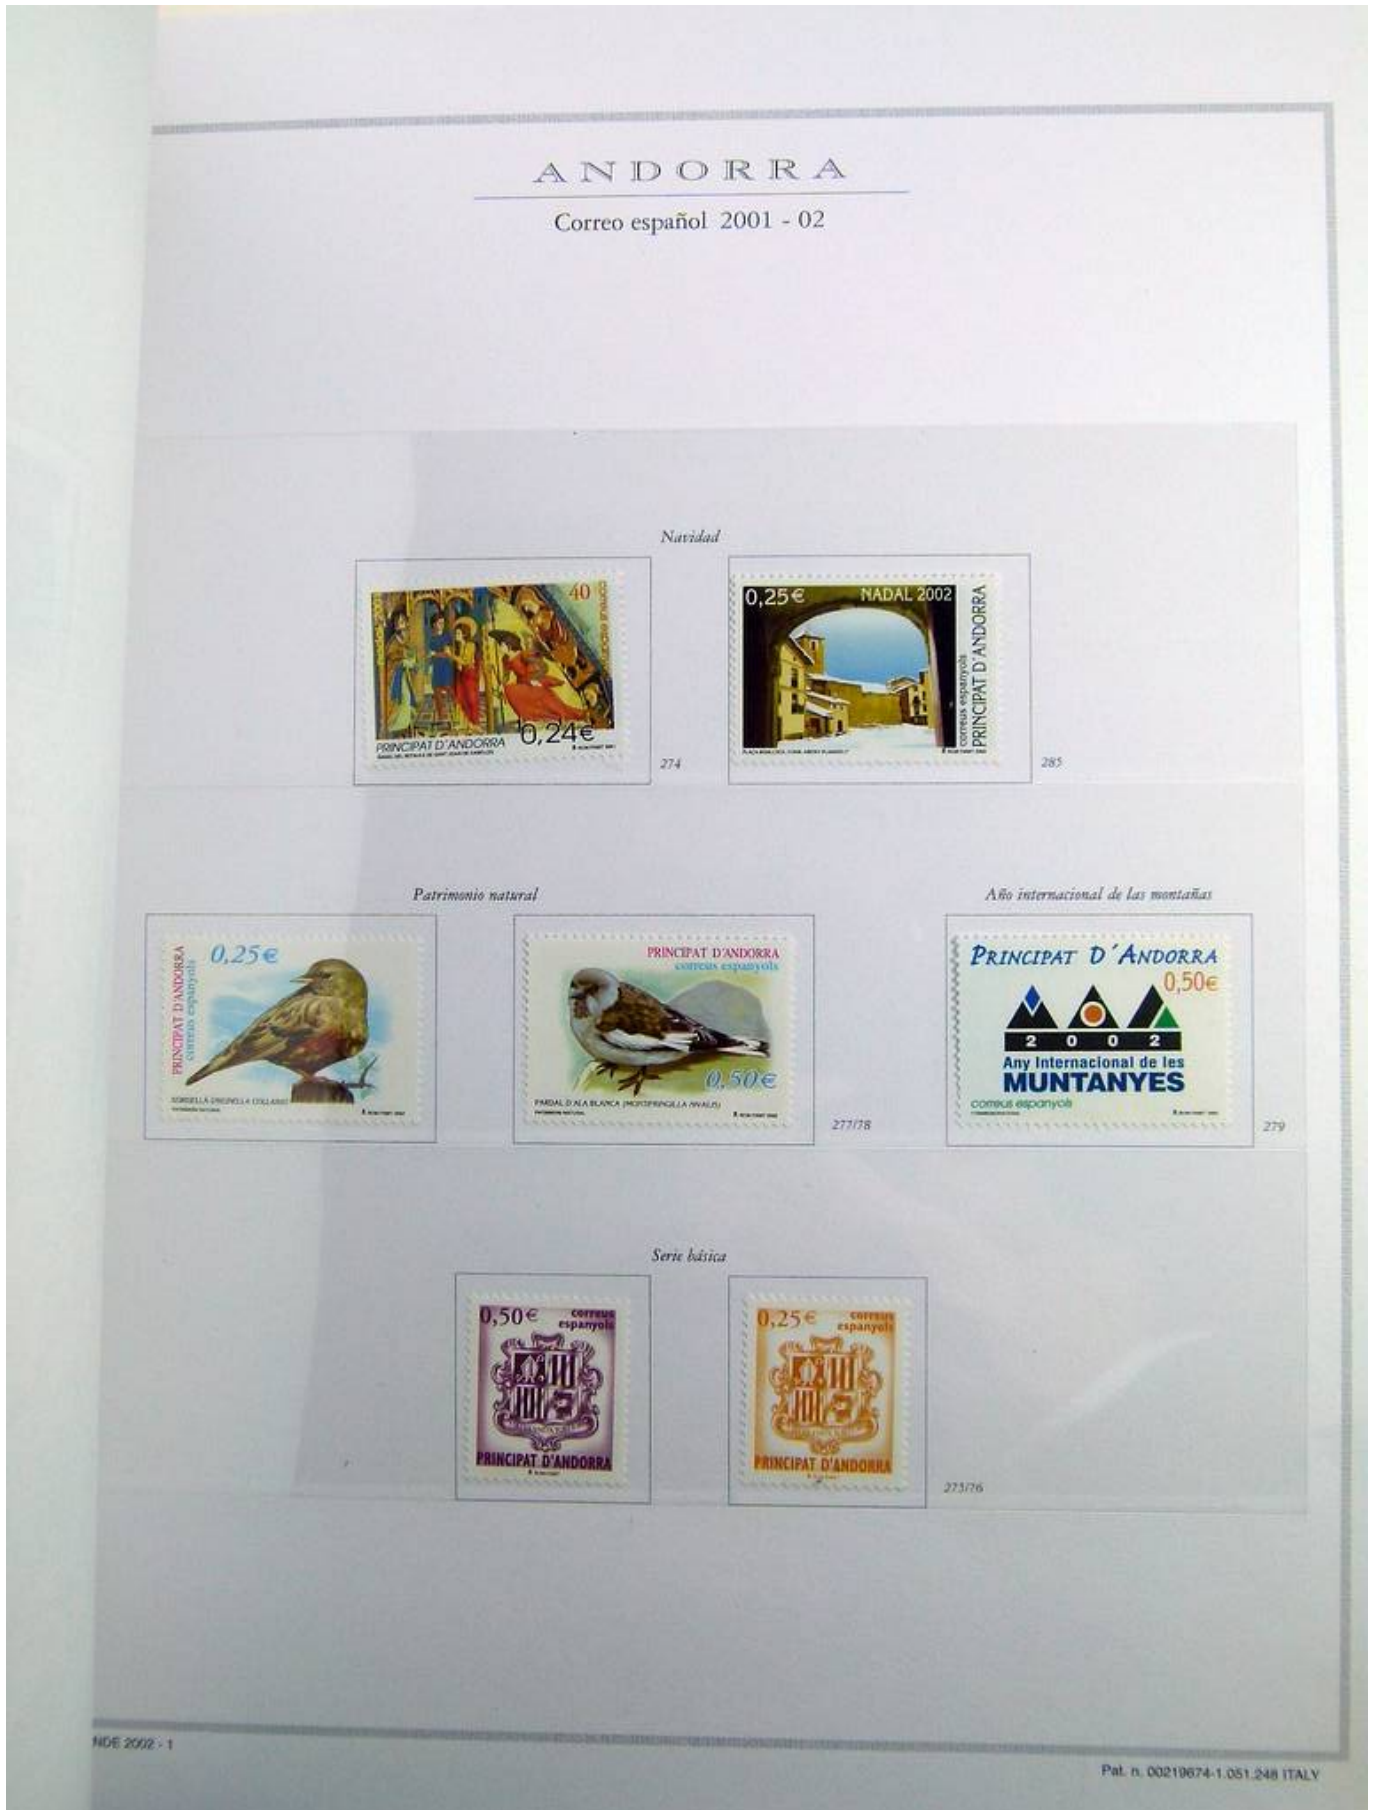 ANDORRA
Correo español 2001 - 02
Navidad
40
PRINCIPAT D'ANDORRA
0,24€
274
0,25€
NADAL 2002
correus espanyols
PRINCIPAT D'ANDORRA
285
Patrimonio natural
PRINCIPAT D'ANDORRA
correus espanyols
0,25€
PRINCIPAT D'ANDORRA
correus espanyols
0,50€
PARDAL D'ALA BLANCA (MONTIFRINGILLA NIVALIS)
277/78
Año internacional de las montañas
PRINCIPAT D'ANDORRA
0,50€
2002
Any Internacional de les
MUNTANYES
correus espanyols
279
Serie básica
0,50€
correus
espanyols
PRINCIPAT D'ANDORRA
0,25€
correus
espanyols
PRINCIPAT D'ANDORRA
275/76
NDE 2002 - 1
Pat. n. 00219674-1.051.248 ITALY